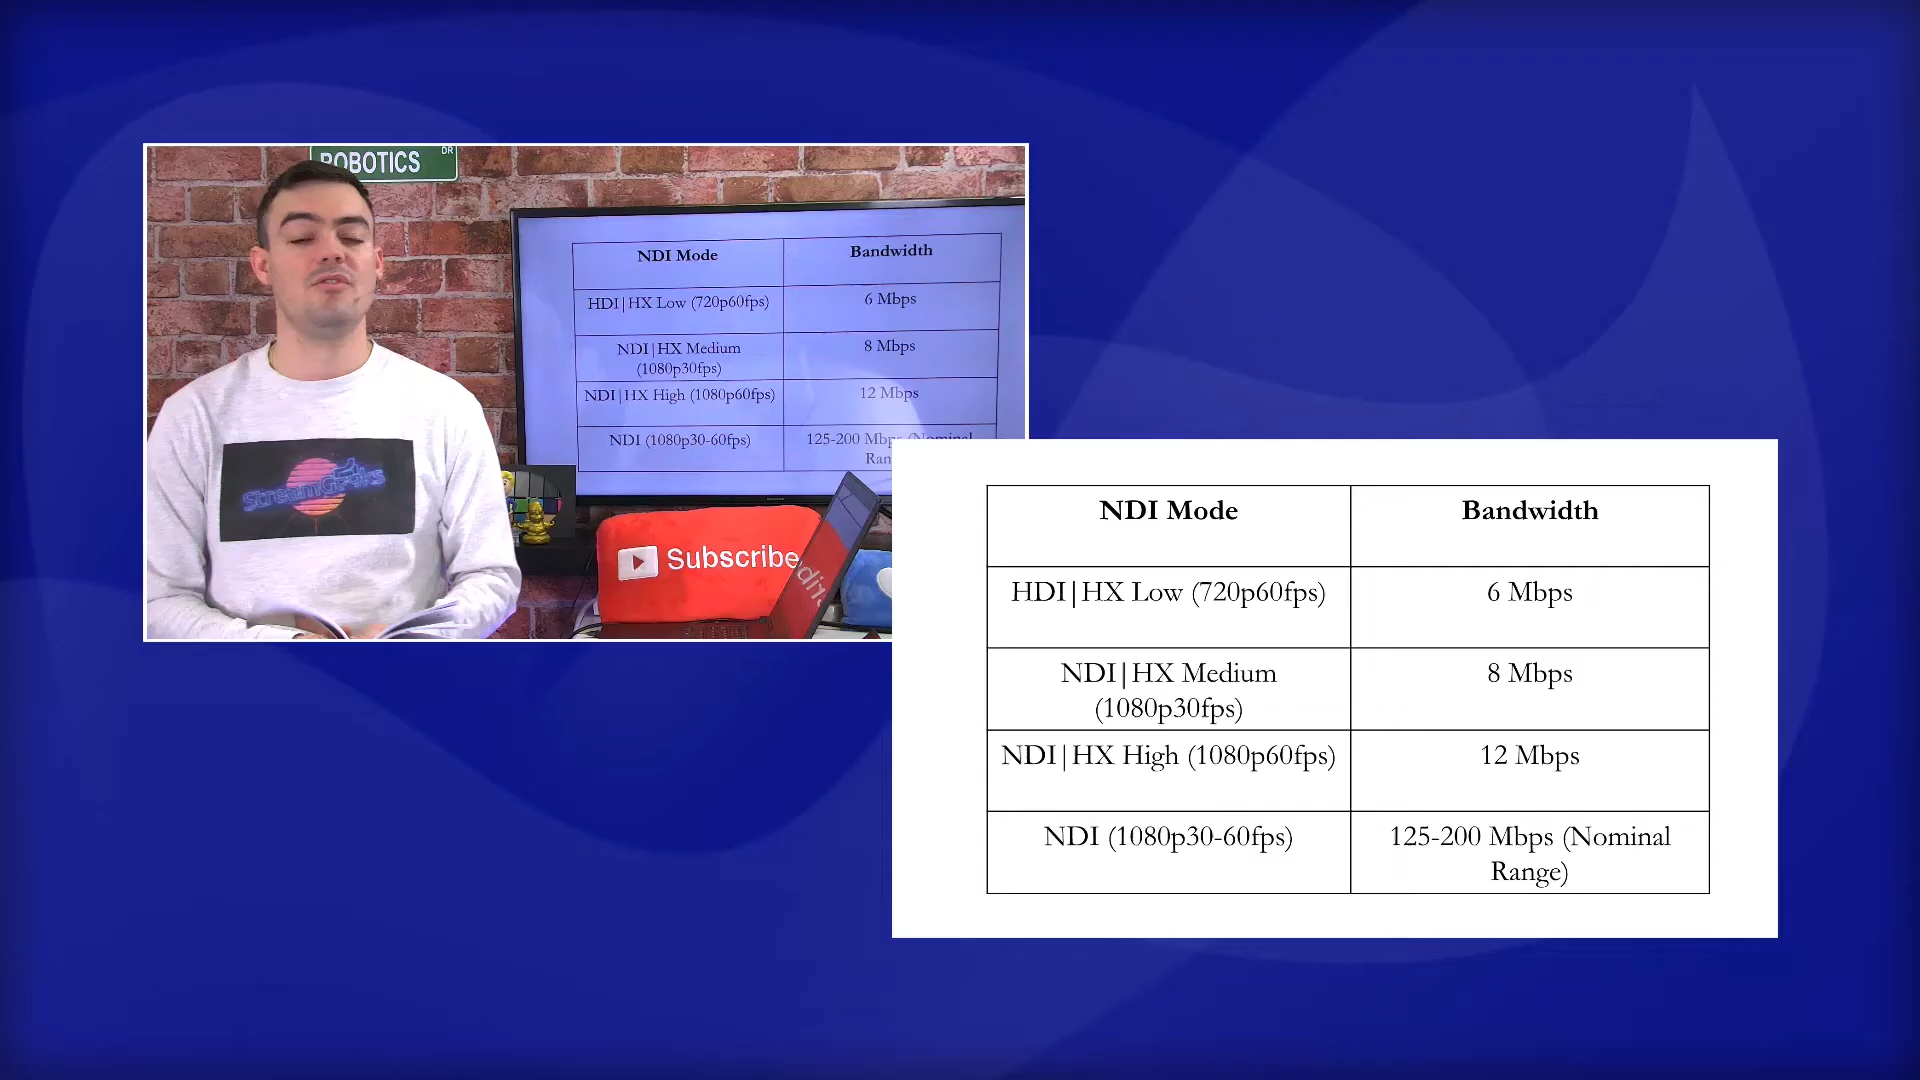 ROBOTICS DR
NDI Mode Bandwidth
HDI|HX Low (720p60fps) 6 Mbps
NDI|HX Medium 8 Mbps
(1080p30fps)
NDI|HX High (1080p60fps) 12 Mbps
NDI (1080p30-60fps) 125-200 Mbps (Nominal
StreamGeeks
Subscribe
NDI Mode Bandwidth
HDI|HX Low (720p60fps) 6 Mbps
NDI|HX Medium 8 Mbps
(1080p30fps)
NDI|HX High (1080p60fps) 12 Mbps
NDI (1080p30-60fps) 125-200 Mbps (Nominal
Range)